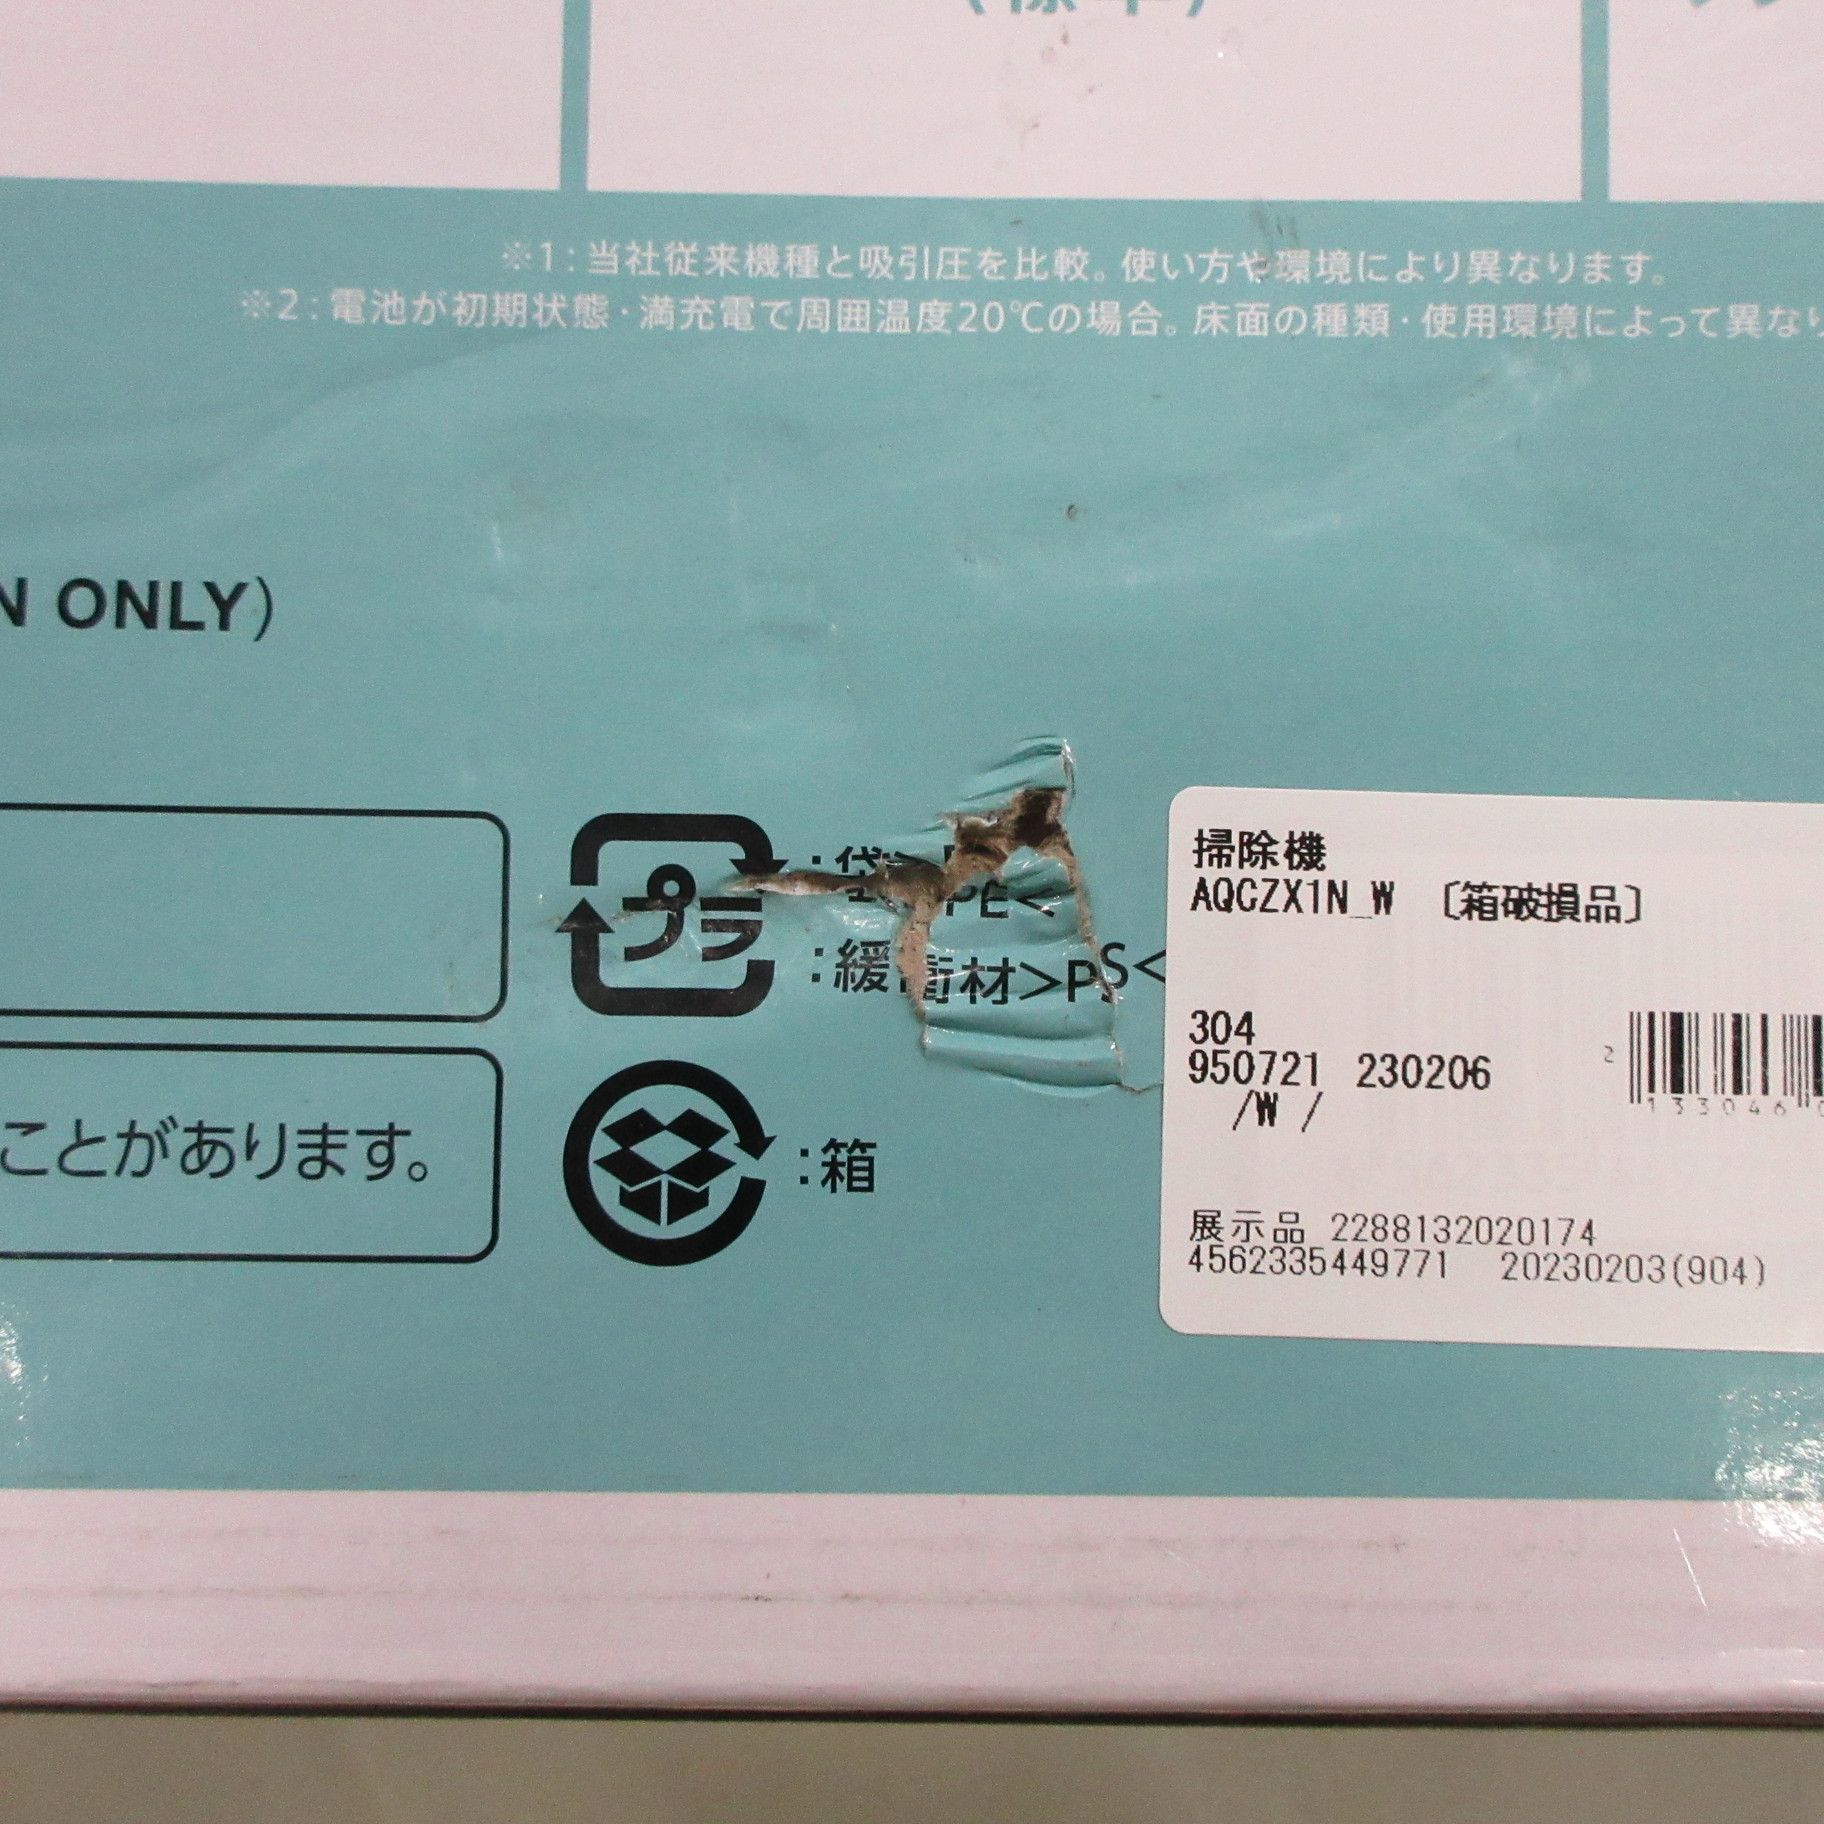 (標準)
※1:当社従来機種と吸引圧を比較。使い方や環境により異なります。
※2:電池が初期状態・満充電で周囲温度20℃の場合。床面の種類・使用環境によって異なり
N ONLY)
プラ
:袋>PE<
:緩衝材>PS<
ことがあります。
:箱
掃除機
AQCZX1N_W 〔箱破損品〕
304
950721 230206
/W /
2 133046
展示品 2288132020174
4562335449771 20230203(904)